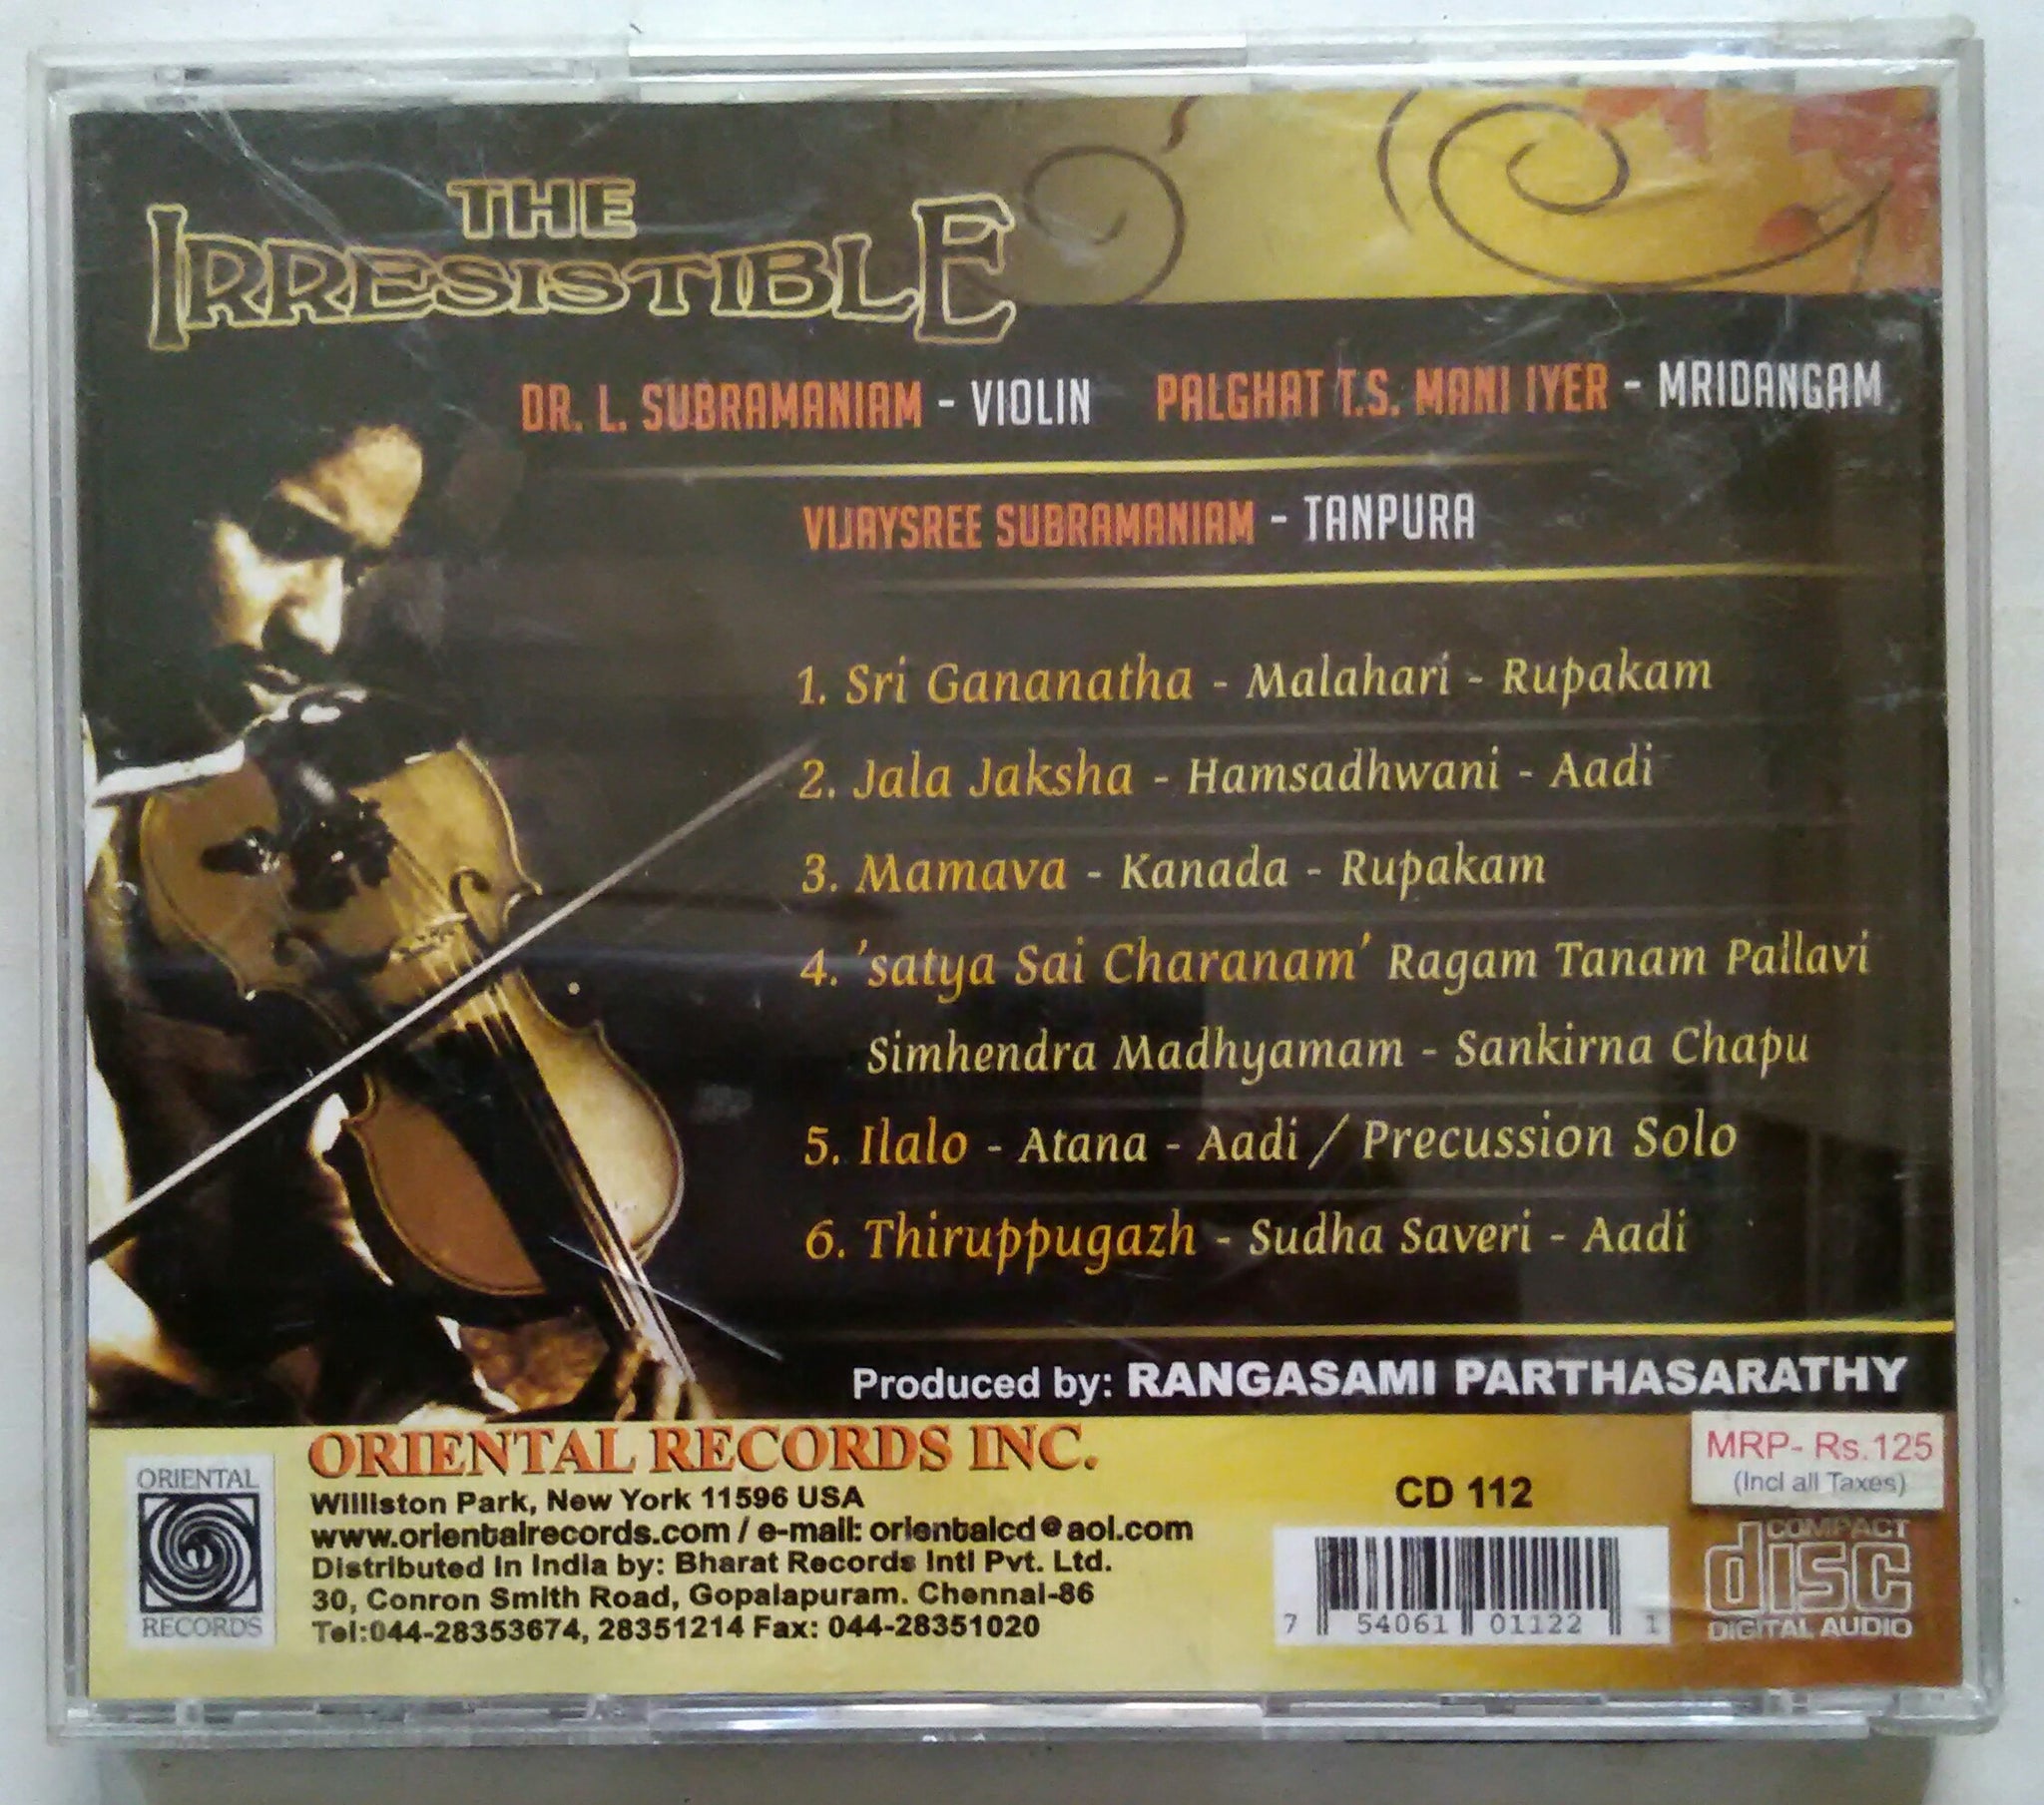 THE
IRRESISTIBLE
DR. L. SUBRAMANIAM - VIOLIN PALGHAT T.S. MANI IYER - MRIDANGAM
VIJAYSREE SUBRAMANIAM - TANPURA
1. Sri Gananatha - Malahari - Rupakam
2. Jala Jaksha - Hamsadhwani - Aadi
3. Mamava - Kanada - Rupakam
4. 'satya Sai Charanam' Ragam Tanam Pallavi
Simhendra Madhyamam - Sankirna Chapu
5. Ilalo - Atana - Aadi / Precussion Solo
6. Thiruppugazh - Sudha Saveri - Aadi
Produced by: RANGASAMI PARTHASARATHY
ORIENTAL
RECORDS
ORIENTAL RECORDS INC.
Williston Park, New York 11596 USA
www.orientalrecords.com / e-mail: orientalcd@aol.com
Distributed in India by: Bharat Records Intl Pvt. Ltd.
30, Conron Smith Road, Gopalapuram. Chennai-86
Tel:044-28353674, 28351214 Fax: 044-28351020
CD 112
7 54061 01122 1
MRP- Rs.125
(Incl all Taxes)
COMPACT
disc
DIGITAL AUDIO